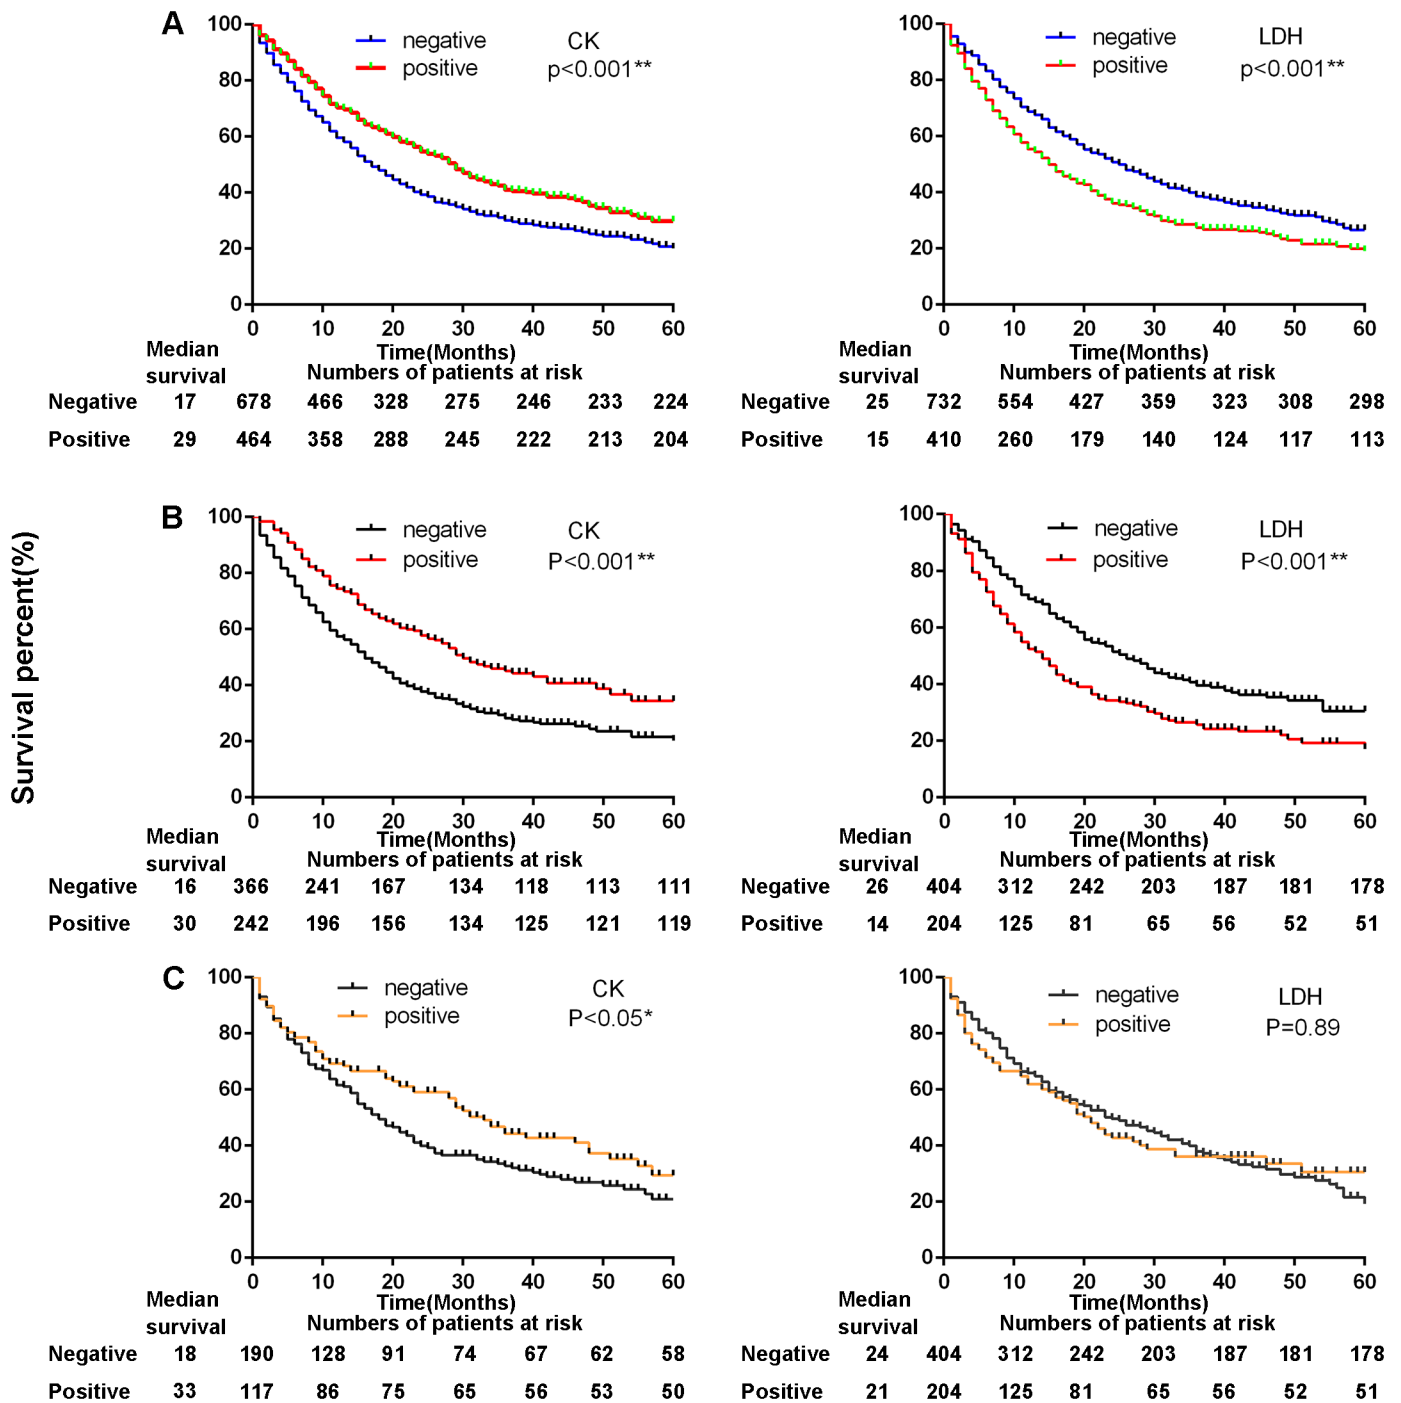 Survival percent(%)
A
100
80
60
40
20
0
negative
positive
CK
p<0.001**
0 10 20 30 40 50 60
Time(Months)
Median survival
Numbers of patients at risk
Negative 17 678 466 328 275 246 233 224
Positive 29 464 358 288 245 222 213 204
100
80
60
40
20
0
negative
positive
LDH
p<0.001**
0 10 20 30 40 50 60
Time(Months)
Median survival
Numbers of patients at risk
Negative 25 732 554 427 359 323 308 298
Positive 15 410 260 179 140 124 117 113
B
100
80
60
40
20
0
negative
positive
CK
P<0.001**
0 10 20 30 40 50 60
Time(Months)
Median survival
Numbers of patients at risk
Negative 16 366 241 167 134 118 113 111
Positive 30 242 196 156 134 125 121 119
100
80
60
40
20
0
negative
positive
LDH
P<0.001**
0 10 20 30 40 50 60
Time(Months)
Median survival
Numbers of patients at risk
Negative 26 404 312 242 203 187 181 178
Positive 14 204 125 81 65 56 52 51
C
100
80
60
40
20
0
negative
positive
CK
P<0.05*
0 10 20 30 40 50 60
Time(Months)
Median survival
Numbers of patients at risk
Negative 18 190 128 91 74 67 62 58
Positive 33 117 86 75 65 56 53 50
100
80
60
40
20
0
negative
positive
LDH
P=0.89
0 10 20 30 40 50 60
Time(Months)
Median survival
Numbers of patients at risk
Negative 24 404 312 242 203 187 181 178
Positive 21 204 125 81 65 56 52 51